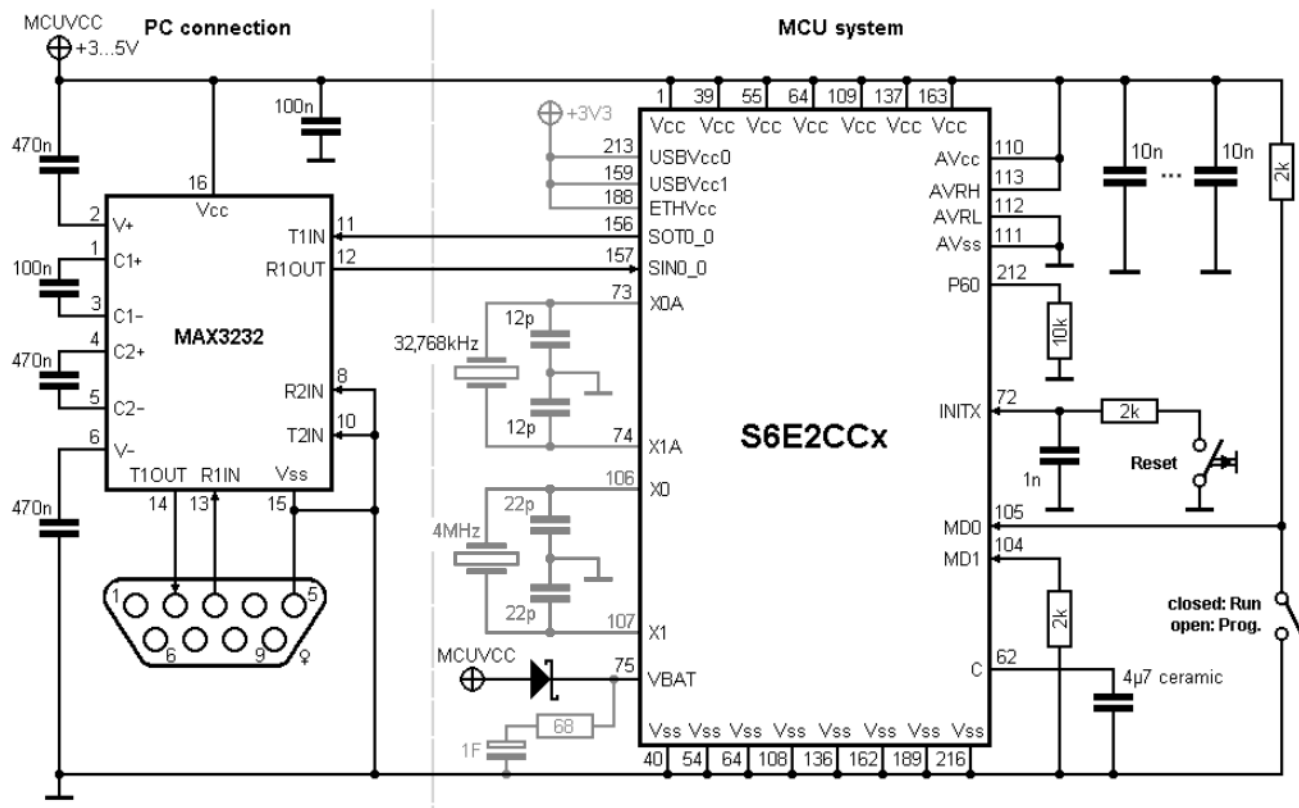 MCUVCC
PC connection
MCU system
+3...5V
100n
470n
16
Vcc
2
V+
1
C1+
100n
3
C1–
4
C2+
470n
5
C2–
6
V–
470n
MAX3232
T1IN
11
R1OUT
12
8
R2IN
10
T2IN
T1OUT
R1IN
Vss
14
13
15
1
5
6
9
♀
+3V3
1
39
55
64
109
137
163
Vcc
Vcc
Vcc
Vcc
Vcc
Vcc
Vcc
213
USBVcc0
159
USBVcc1
188
ETHVcc
156
SOT0_0
157
SIN0_0
73
X0A
12p
32,768kHz
12p
74
X1A
106
X0
22p
4MHz
22p
107
X1
MCUVCC
75
VBAT
68
1F
S6E2CCx
AVcc
110
AVRH
113
AVRL
112
AVss
111
P60
212
10k
INITX
72
2k
1n
Reset
MD0
105
MD1
104
2k
C
62
4µ7 ceramic
10n
...
10n
2k
closed: Run
open: Prog.
Vss
Vss
Vss
Vss
Vss
Vss
Vss
Vss
40
54
64
108
136
162
189
216